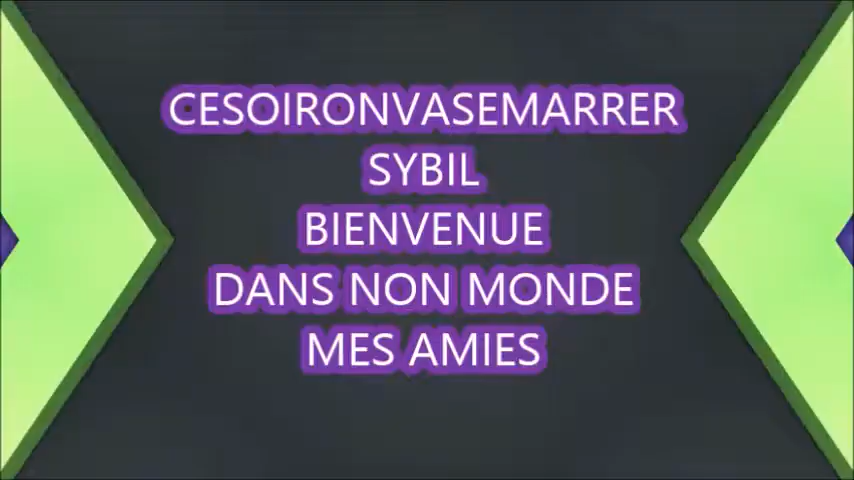 CESOIRONVASEMARRER
SYBIL
BIENVENUE
DANS NON MONDE
MES AMIES